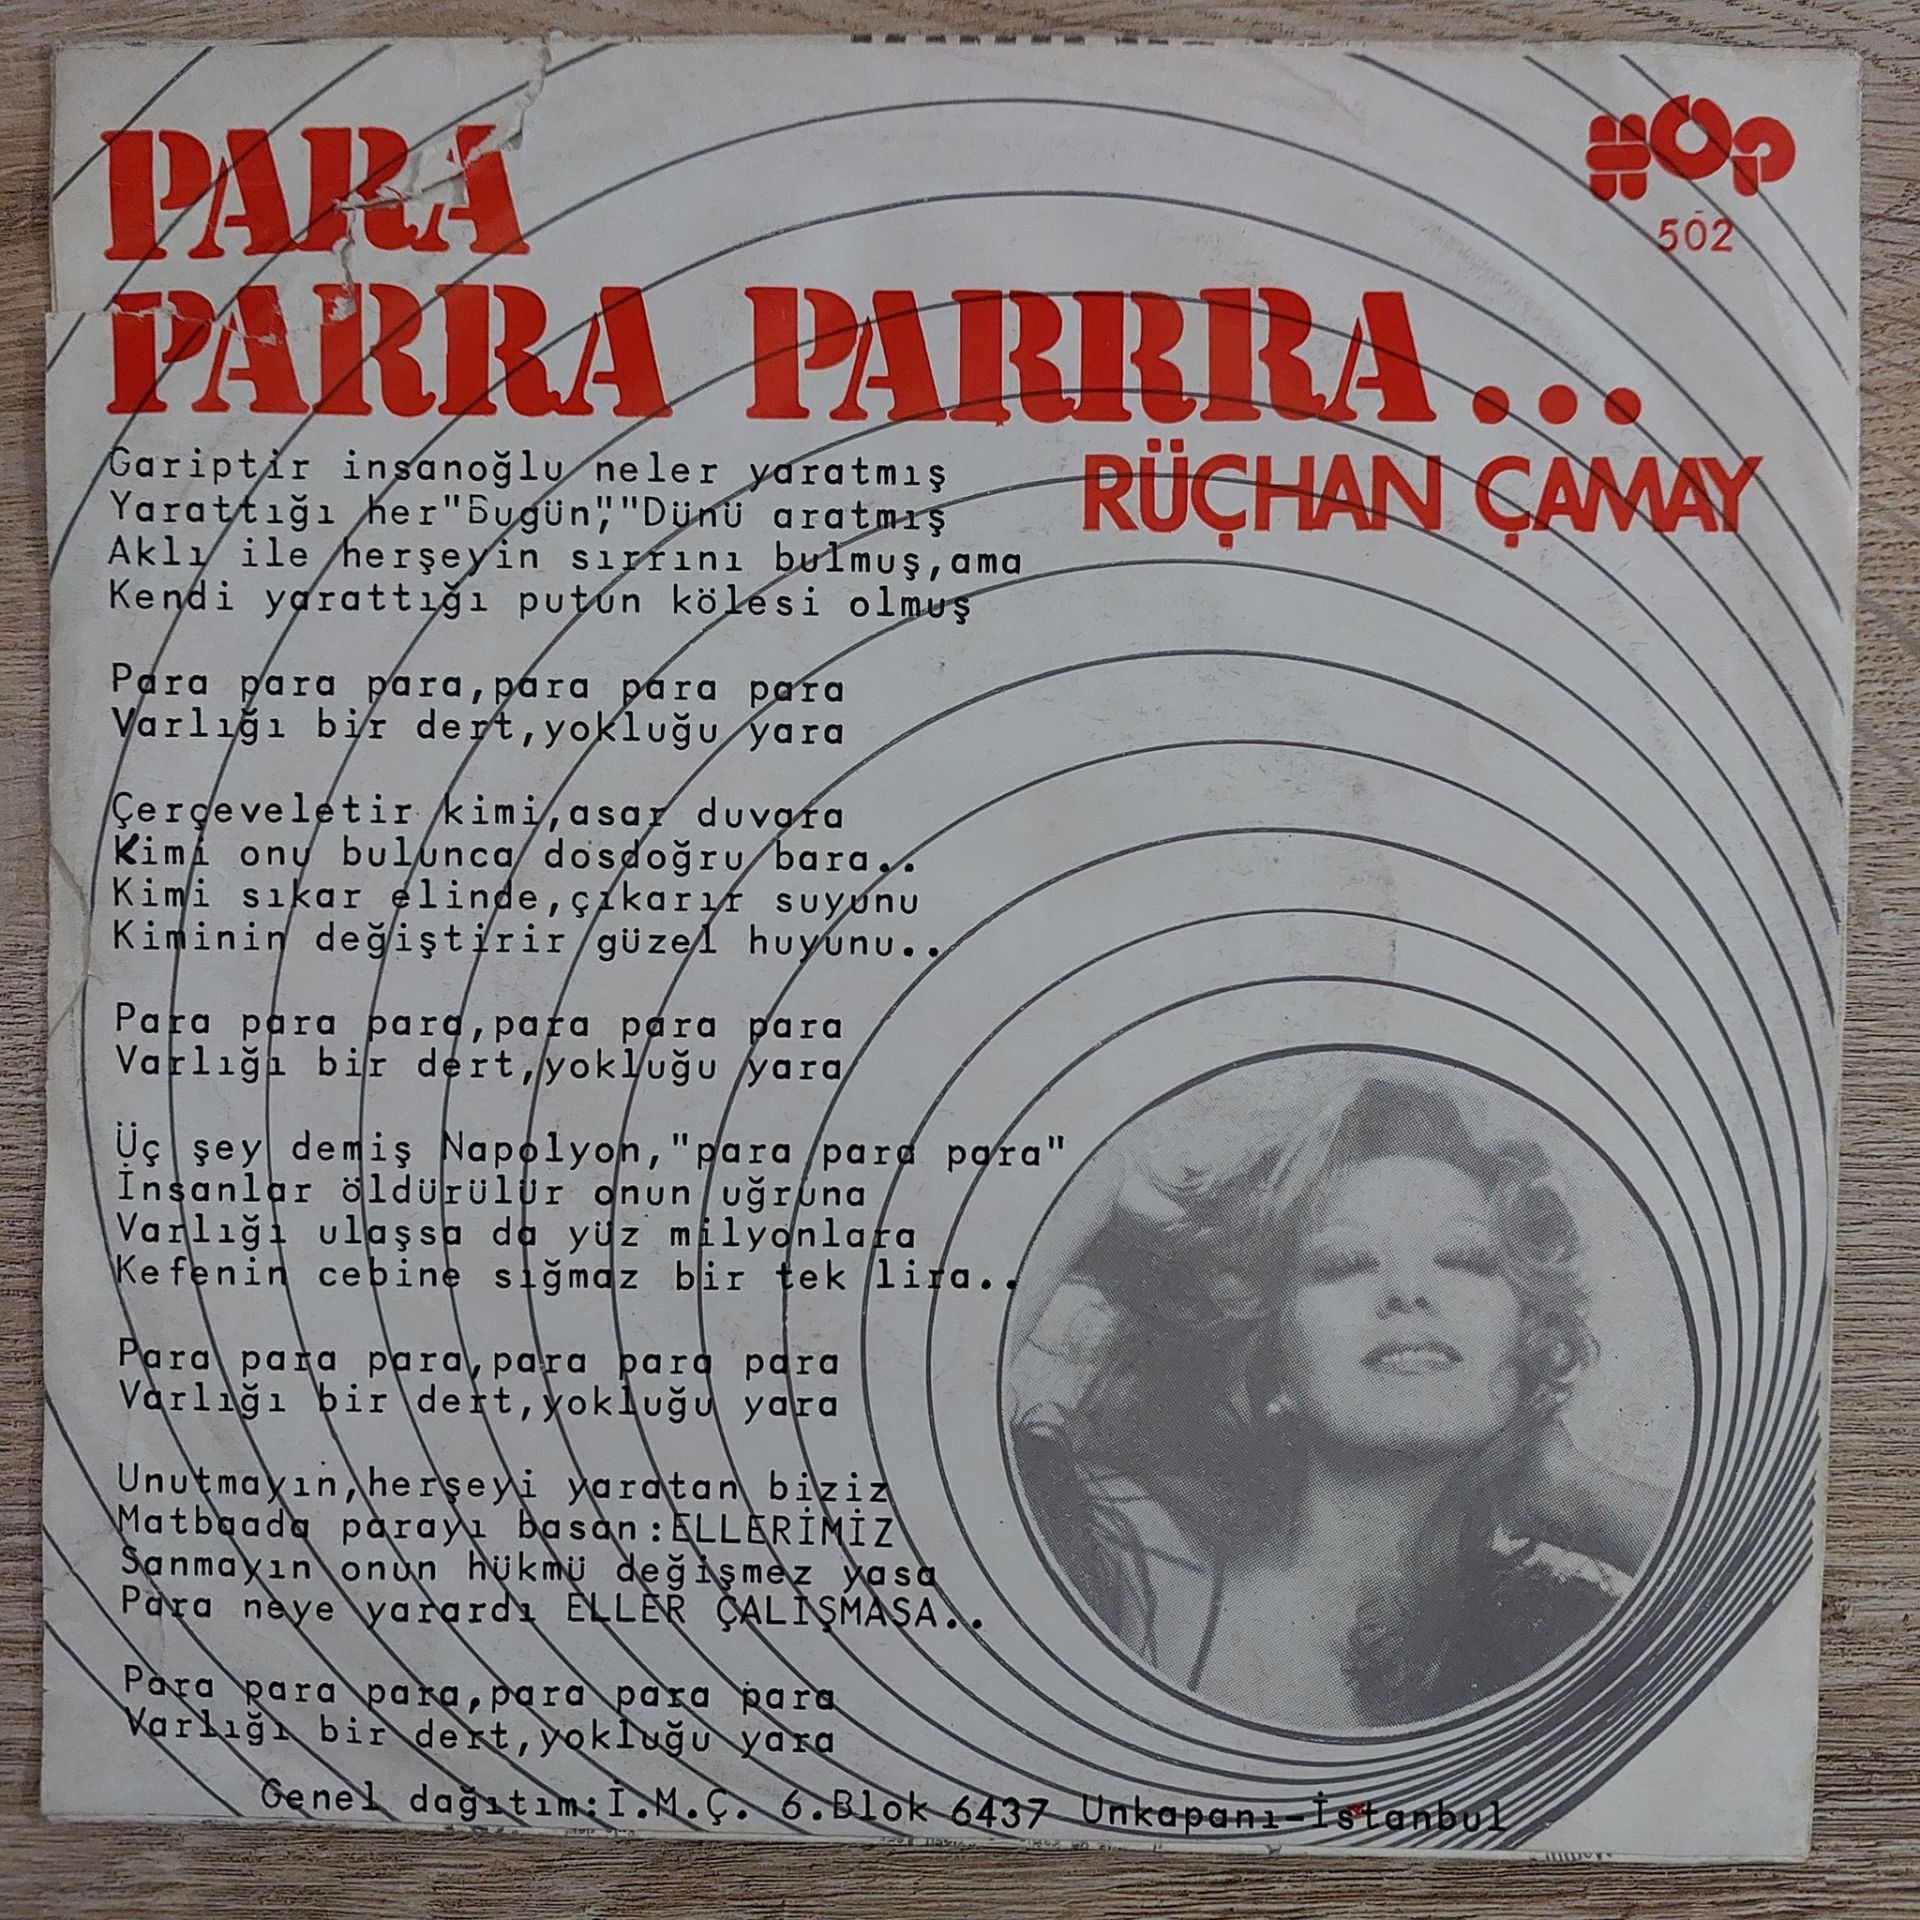 PARA
PARRA PARRRA...
HOP
502
RÜÇHAN ÇAMAY
Gariptir insanoğlu neler yaratmış
Yarattığı her"Bugün","Dünü aratmış
Aklı ile herşeyin sırrını bulmuş,ama
Kendi yarattığı putun kölesi olmuş
Para para para,para para para
Varlığı bir dert,yokluğu yara
Çerçeveletir kimi,asar duvara
Kimi onu bulunca dosdoğru bara..
Kimi sıkar elinde,çıkarır suyunu
Kiminin değiştirir güzel huyunu..
Para para para,para para para
Varlığı bir dert,yokluğu yara
Üç şey demiş Napolyon,"para para para"
İnsanlar öldürülür onun uğruna
Varlığı ulaşsa da yüz milyonlara
Kefenin cebine sığmaz bir tek lira..
Para para para,para para para
Varlığı bir dert,yokluğu yara
Unutmayın,herşeyi yaratan biziz
Matbaada parayı basan:ELLERİMİZ
Sanmayın onun hükmü değişmez yasa
Para neye yarardı ELLER ÇALIŞMASA..
Para para para,para para para
Varlığı bir dert,yokluğu yara
Genel dağıtım:İ.M.Ç. 6.Blok 6437 Unkapanı-İstanbul